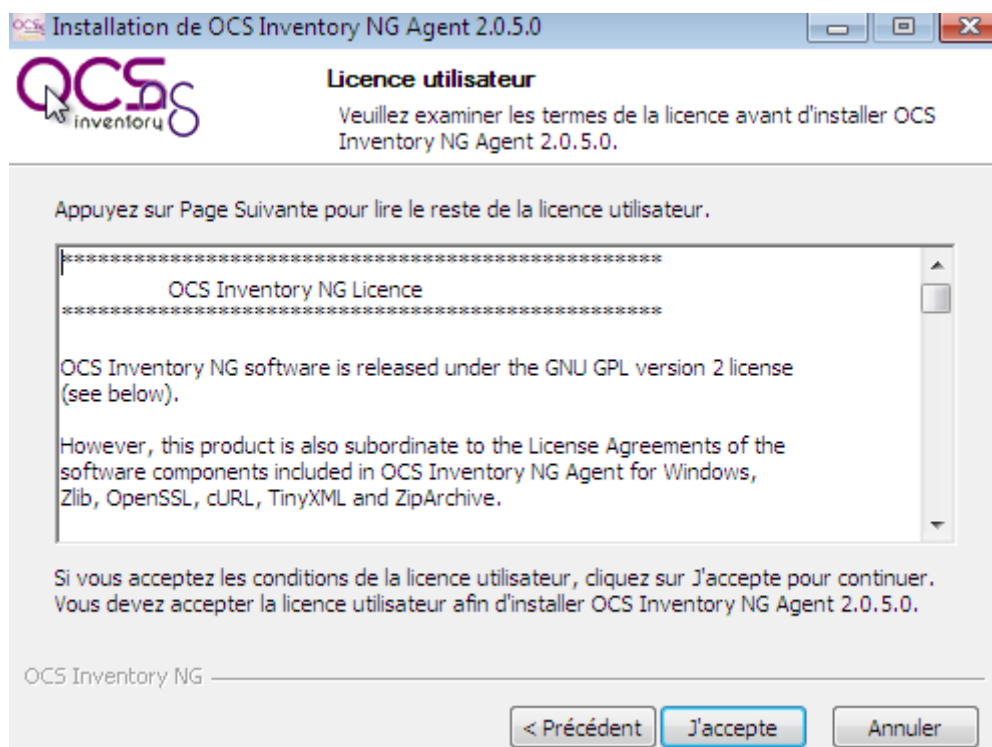 Installation de OCS Inventory NG Agent 2.0.5.0
OCS ng
inventory
Licence utilisateur
Veuillez examiner les termes de la licence avant d'installer OCS
Inventory NG Agent 2.0.5.0.
Appuyez sur Page Suivante pour lire le reste de la licence utilisateur.
**************************************************
OCS Inventory NG Licence
**************************************************
OCS Inventory NG software is released under the GNU GPL version 2 license
(see below).
However, this product is also subordinate to the License Agreements of the
software components included in OCS Inventory NG Agent for Windows,
Zlib, OpenSSL, cURL, TinyXML and ZipArchive.
Si vous acceptez les conditions de la licence utilisateur, cliquez sur J'accepte pour continuer.
Vous devez accepter la licence utilisateur afin d'installer OCS Inventory NG Agent 2.0.5.0.
OCS Inventory NG
< Précédent
J'accepte
Annuler